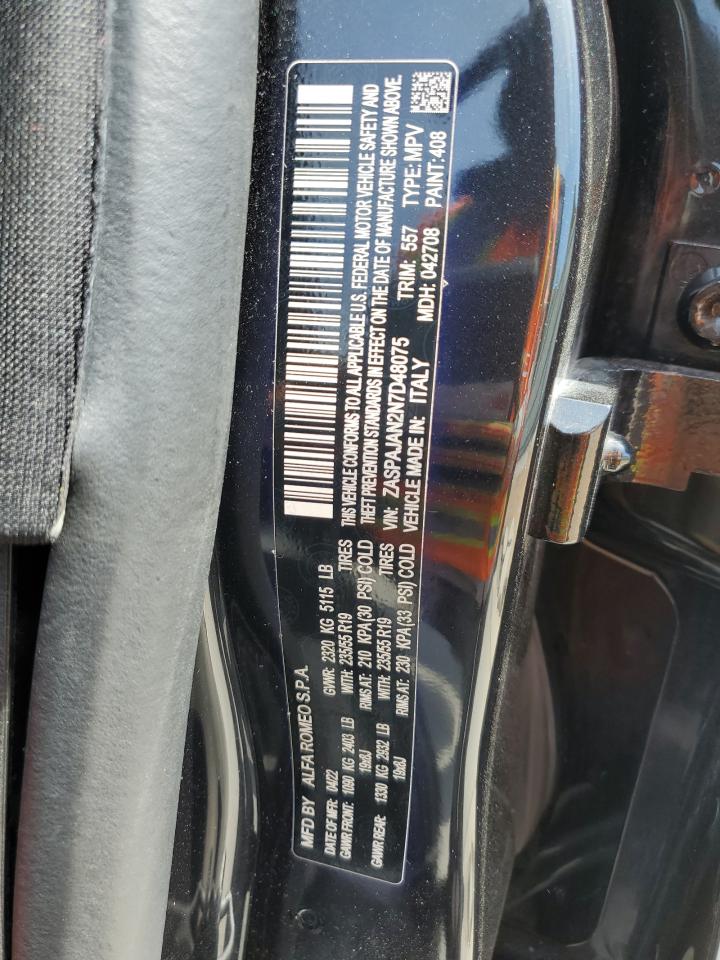 MFD BY ALFA ROMEO S.P.A.
DATE OF MFR: 04/22 GVWR: 2320 KG 5115 LB
GAWR FRONT: 1090 KG 2403 LB WITH: 235/55 R19 TIRES
19x8J RIMS AT: 210 KPA(30 PSI) COLD
GAWR REAR: 1330 KG 2932 LB WITH: 235/55 R19 TIRES
19x8J RIMS AT: 230 KPA(33 PSI) COLD
THIS VEHICLE CONFORMS TO ALL APPLICABLE U.S. FEDERAL MOTOR VEHICLE SAFETY AND
THEFT PREVENTION STANDARDS IN EFFECT ON THE DATE OF MANUFACTURE SHOWN ABOVE.
VIN: ZASPAJAN2N7D48075 TRIM: 557 TYPE: MPV
VEHICLE MADE IN: ITALY MDH: 042708 PAINT: 408